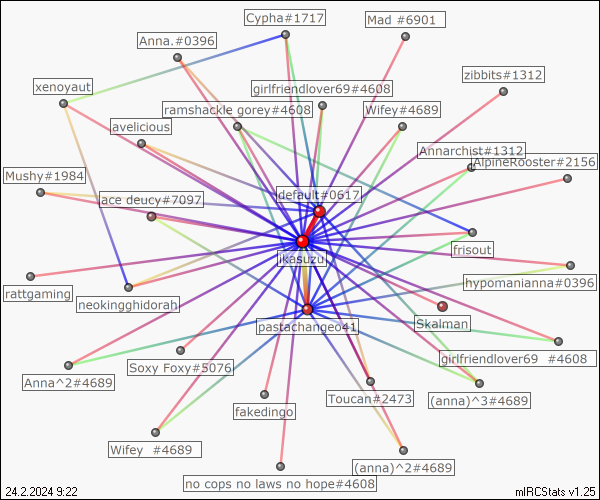 Cypha#1717
Mad #6901
Anna.#0396
zibbits#1312
xenoyaut
girlfriendlover69#4608
ramshackle gorey#4608
Wifey#4689
avelicious
Annarchist#1312
AlpineRooster#2156
Mushy#1984
default#0617
ace deucy#7097
frisout
ikasuzu
hypomanianna#0396
rattgaming
neokingghidorah
Skalman
pastachangeo41
girlfriendlover69 #4608
Soxy Foxy#5076
Anna^2#4689
Toucan#2473
(anna)^3#4689
fakedingo
Wifey #4689
(anna)^2#4689
no cops no laws no hope#4608
24.2.2024 9:22
mIRCStats v1.25